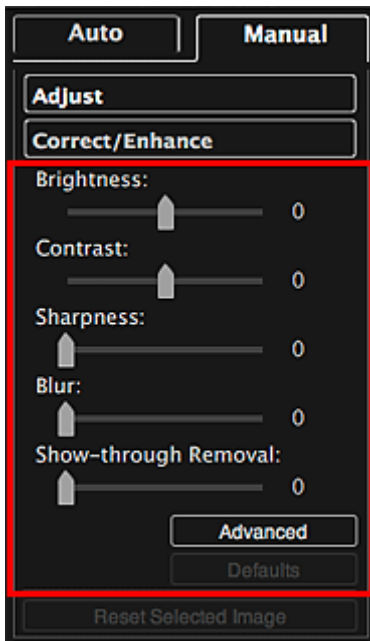 Auto Manual
Adjust
Correct/Enhance
Brightness:
0
Contrast:
0
Sharpness:
0
Blur:
0
Show-through Removal:
0
Advanced
Defaults
Reset Selected Image